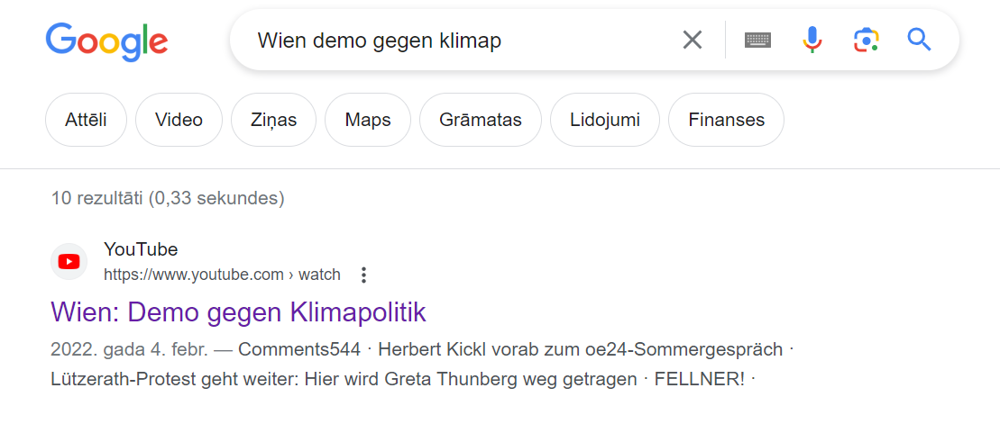 Google
Wien demo gegen klimap
Attēli Video Ziņas Maps Grāmatas Lidojumi Finanses
10 rezultāti (0,33 sekundes)
YouTube
https://www.youtube.com › watch
Wien: Demo gegen Klimapolitik
2022. gada 4. febr. — Comments544 · Herbert Kickl vorab zum oe24-Sommergespräch ·
Lützerath-Protest geht weiter: Hier wird Greta Thunberg weg getragen · FELLNER! ·